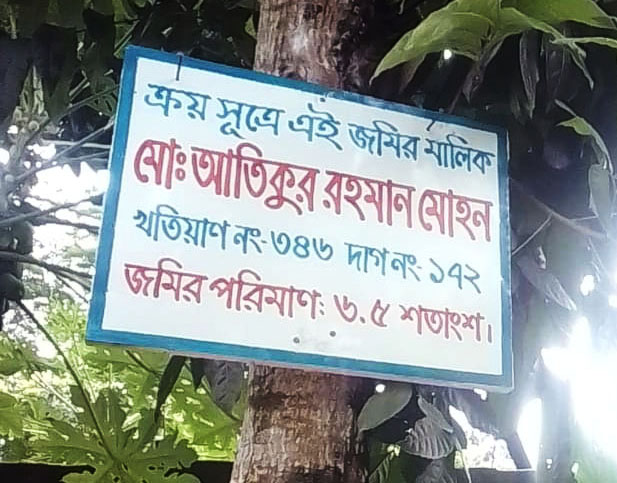 ক্রয় সূত্রে এই জমির মালিক
মোঃ আতিকুর রহমান মোহন
খতিয়াণ নং-৩৪৬ দাগ নং-১৭২
জমির পরিমাণ: ৬.৫ শতাংশ।